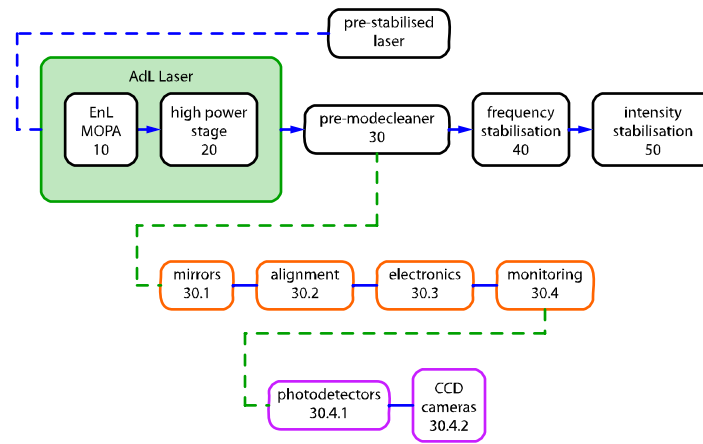 pre-stabilised
laser
AdL Laser
EnL
MOPA
10
high power
stage
20
pre-modecleaner
30
frequency
stabilisation
40
intensity
stabilisation
50
mirrors
30.1
alignment
30.2
electronics
30.3
monitoring
30.4
photodetectors
30.4.1
CCD
cameras
30.4.2